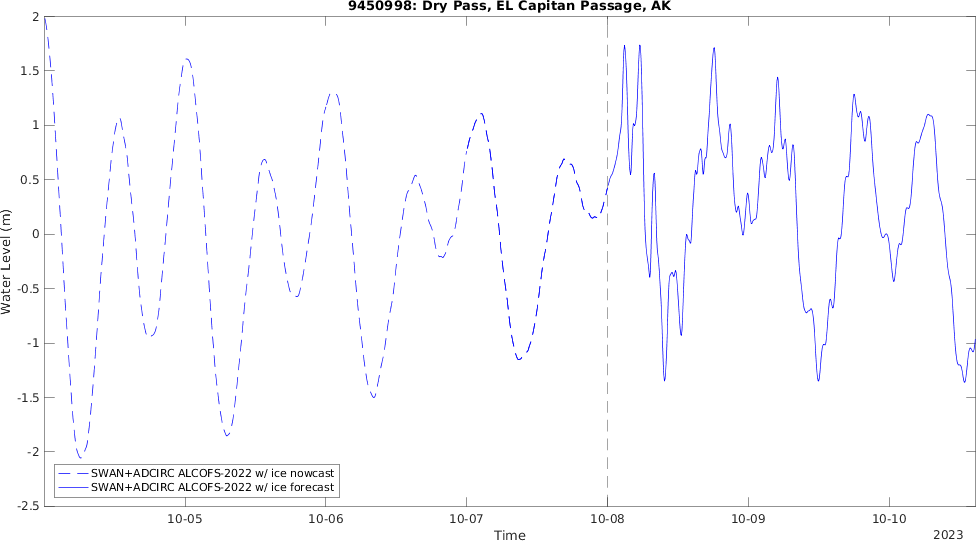 9450998: Dry Pass, EL Capitan Passage, AK
Water Level (m)
2
1.5
1
0.5
0
-0.5
-1
-1.5
-2
-2.5
SWAN+ADCIRC ALCOFS-2022 w/ ice nowcast
SWAN+ADCIRC ALCOFS-2022 w/ ice forecast
10-05 10-06 10-07 10-08 10-09 10-10
Time
2023